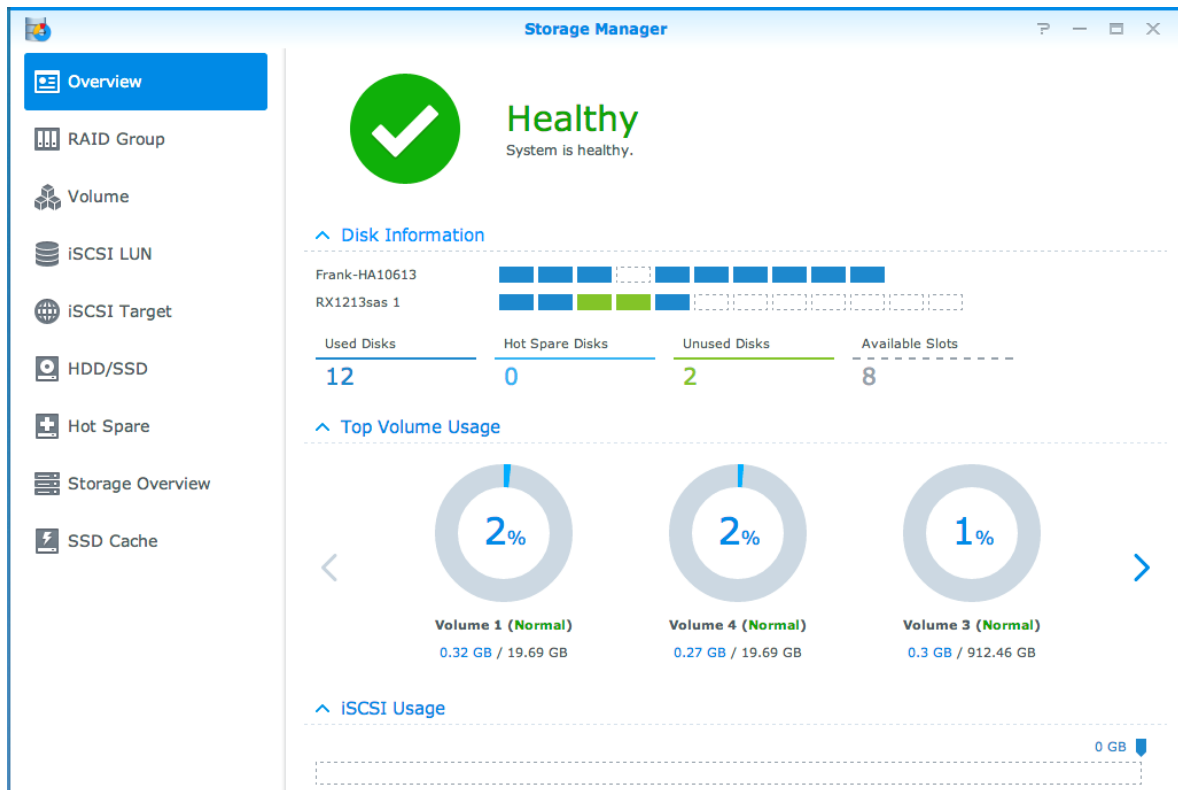 Storage Manager
Overview
RAID Group
Volume
iSCSI LUN
iSCSI Target
HDD/SSD
Hot Spare
Storage Overview
SSD Cache
Healthy
System is healthy.
Disk Information
Frank-HA10613
RX1213sas 1
Used Disks Hot Spare Disks Unused Disks Available Slots
12 0 2 8
Top Volume Usage
2% 2% 1%
Volume 1 (Normal) Volume 4 (Normal) Volume 3 (Normal)
0.32 GB / 19.69 GB 0.27 GB / 19.69 GB 0.3 GB / 912.46 GB
iSCSI Usage
0 GB